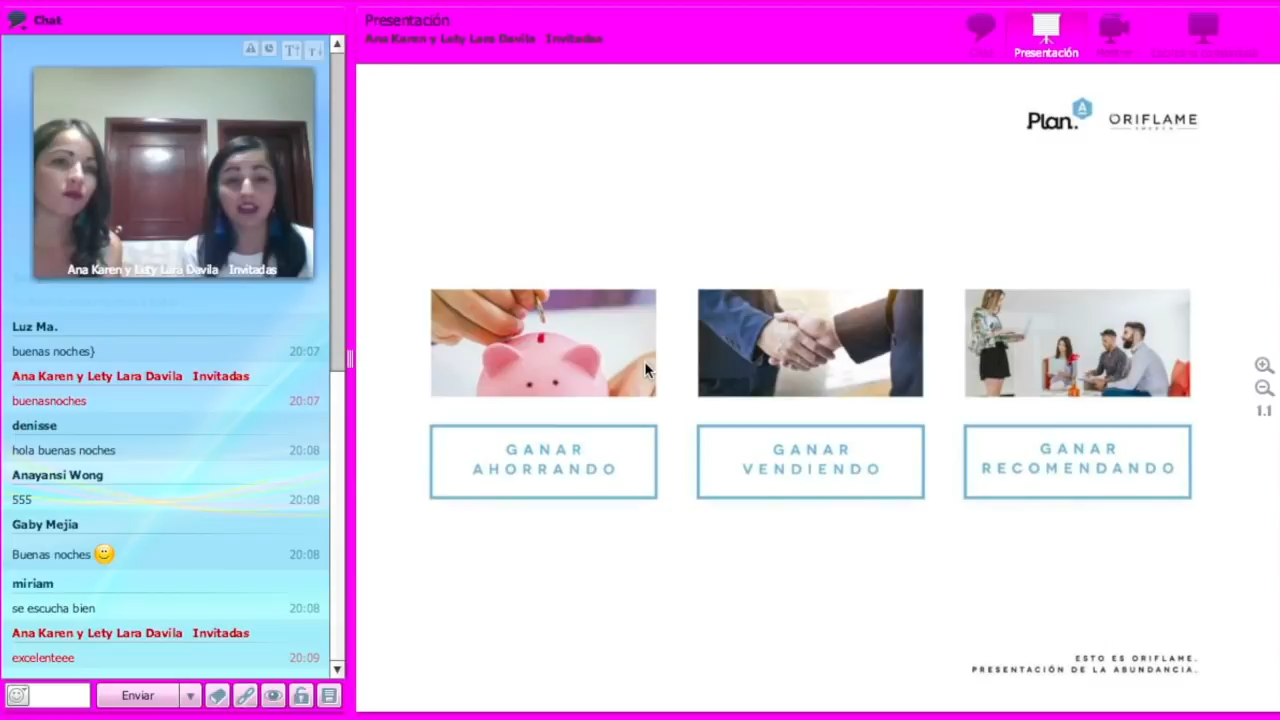 Chat
Ana Karen y Lety Lara Davila Invitadas
Luz Ma.
buenas noches}
20:07
Ana Karen y Lety Lara Davila Invitadas
buenasnoches
20:07
denisse
hola buenas noches
20:08
Anayansi Wong
555
20:08
Gaby Mejia
Buenas noches
20:08
miriam
se escucha bien
20:08
Ana Karen y Lety Lara Davila Invitadas
excelenteee
20:09
Enviar
Presentación
Ana Karen y Lety Lara Davila Invitadas
Chat
Presentación
Plan. A
ORIFLAME
SWEDEN
GANAR
AHORRANDO
GANAR
VENDIENDO
GANAR
RECOMENDANDO
1.1
ESTO ES ORIFLAME.
PRESENTACIÓN DE LA ABUNDANCIA.